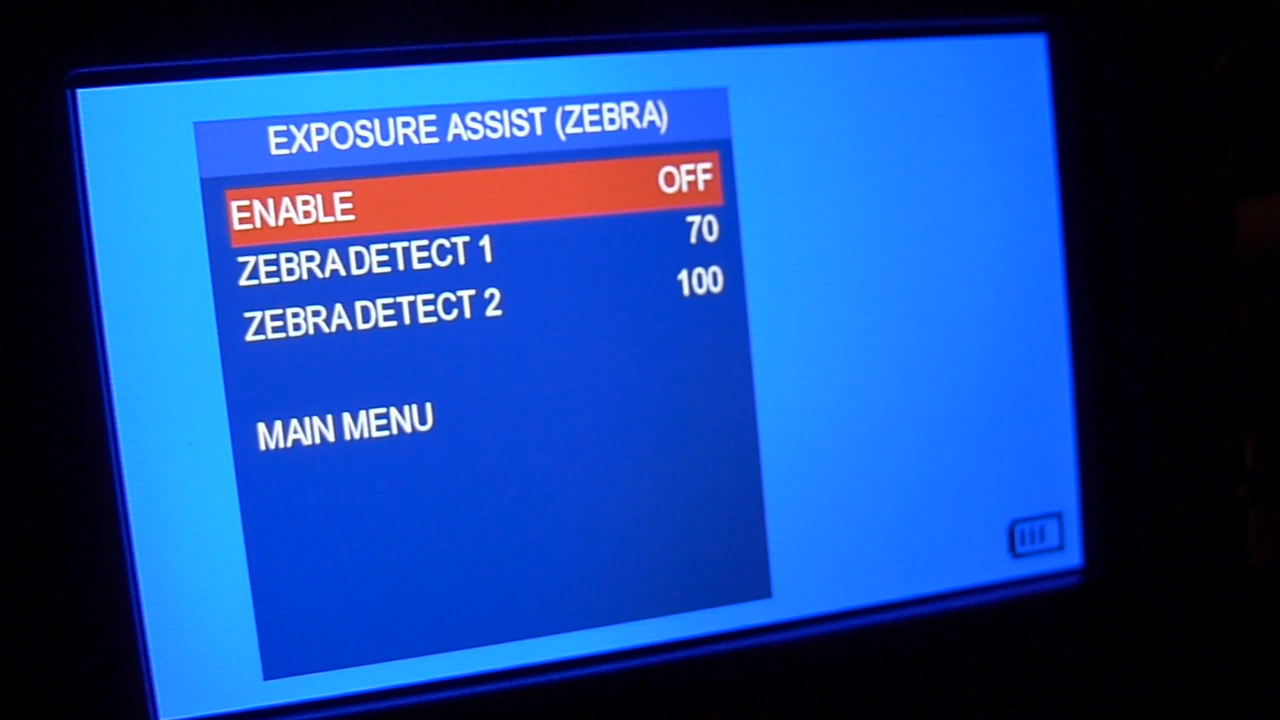 EXPOSURE ASSIST (ZEBRA)
ENABLE OFF
ZEBRA DETECT 1 70
ZEBRA DETECT 2 100
MAIN MENU